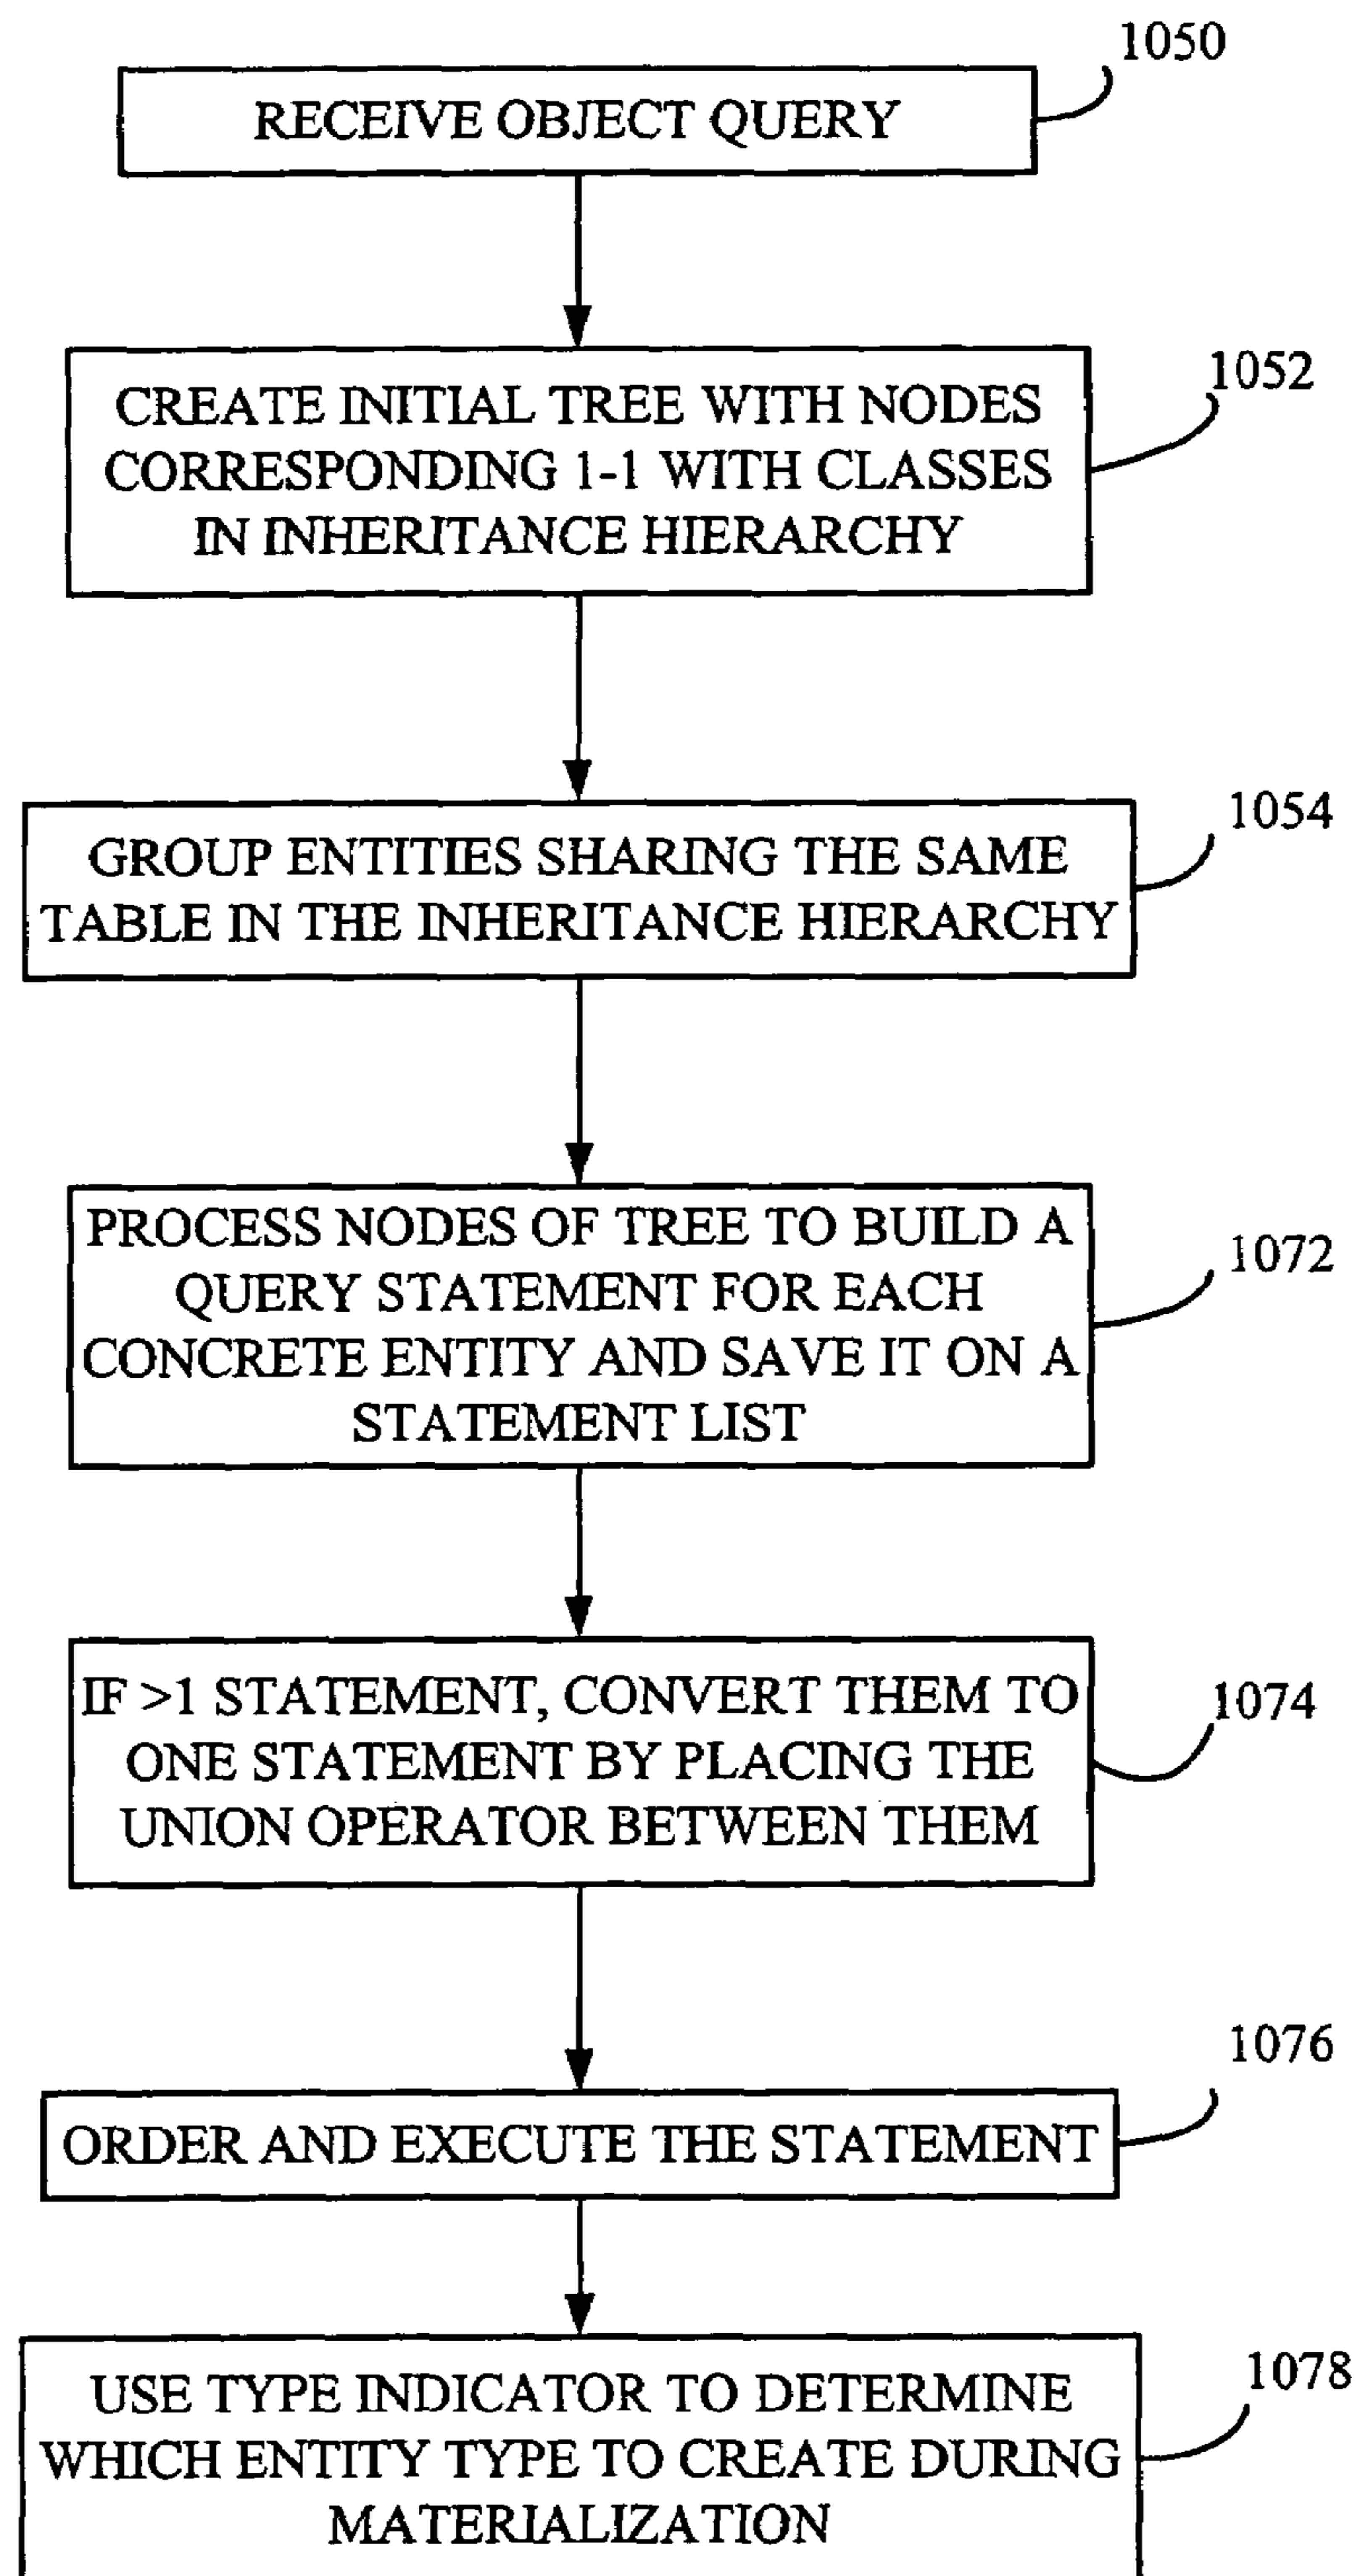 1050
RECEIVE OBJECT QUERY
1052
CREATE INITIAL TREE WITH NODES
CORRESPONDING 1-1 WITH CLASSES
IN INHERITANCE HIERARCHY
1054
GROUP ENTITIES SHARING THE SAME
TABLE IN THE INHERITANCE HIERARCHY
1072
PROCESS NODES OF TREE TO BUILD A
QUERY STATEMENT FOR EACH
CONCRETE ENTITY AND SAVE IT ON A
STATEMENT LIST
1074
IF >1 STATEMENT, CONVERT THEM TO
ONE STATEMENT BY PLACING THE
UNION OPERATOR BETWEEN THEM
1076
ORDER AND EXECUTE THE STATEMENT
1078
USE TYPE INDICATOR TO DETERMINE
WHICH ENTITY TYPE TO CREATE DURING
MATERIALIZATION